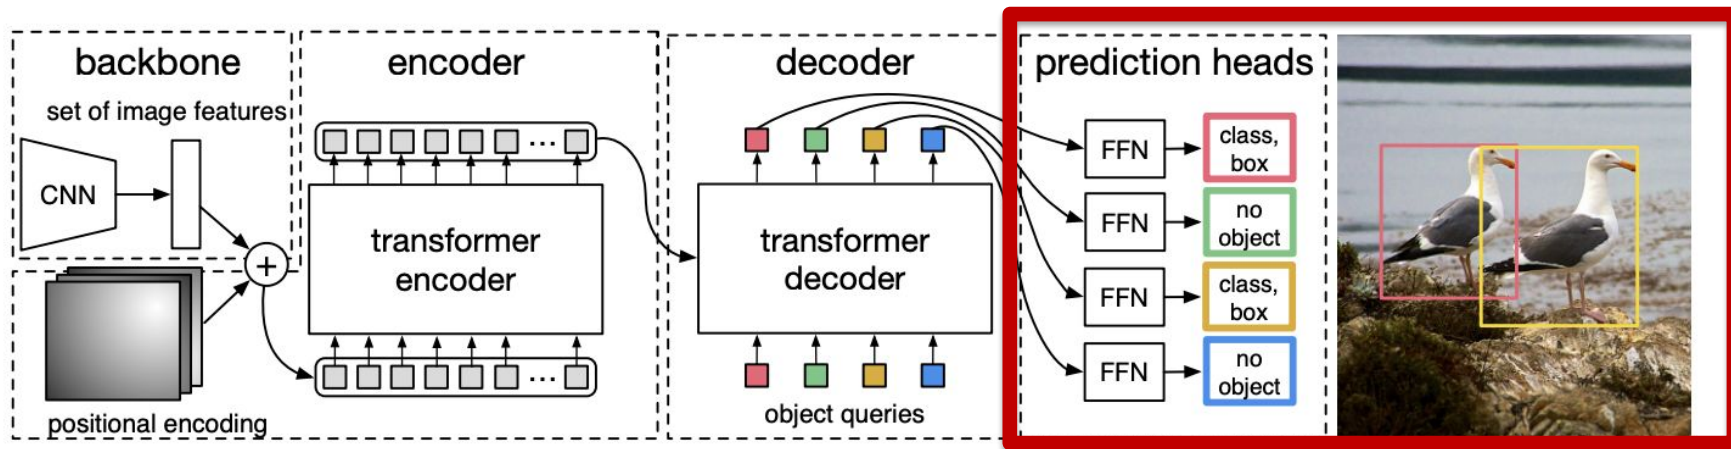 backbone
set of image features
CNN
+
positional encoding
encoder
...
transformer
encoder
...
decoder
transformer
decoder
object queries
prediction heads
FFN
class,
box
FFN
no
object
FFN
class,
box
FFN
no
object